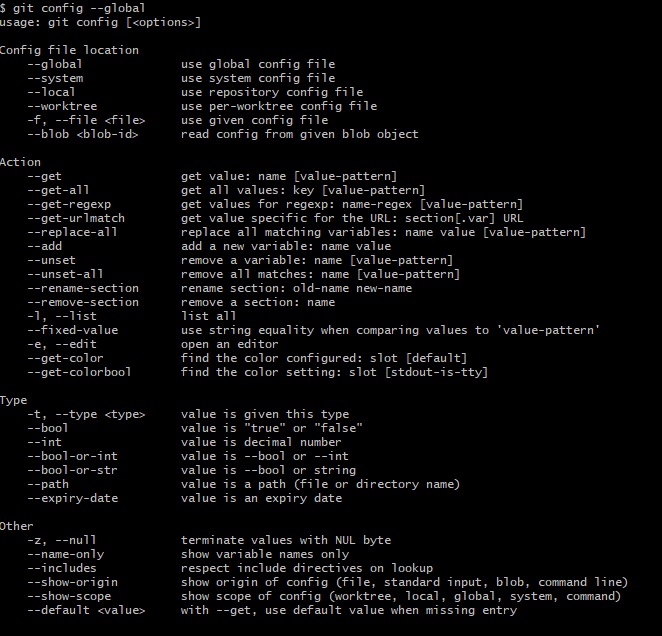 $ git config --global
usage: git config [<options>]
Config file location
--global use global config file
--system use system config file
--local use repository config file
--worktree use per-worktree config file
-f, --file <file> use given config file
--blob <blob-id> read config from given blob object
Action
--get get value: name [value-pattern]
--get-all get all values: key [value-pattern]
--get-regexp get values for regexp: name-regex [value-pattern]
--get-urlmatch get value specific for the URL: section[.var] URL
--replace-all replace all matching variables: name value [value-pattern]
--add add a new variable: name value
--unset remove a variable: name [value-pattern]
--unset-all remove all matches: name [value-pattern]
--rename-section rename section: old-name new-name
--remove-section remove a section: name
-l, --list list all
--fixed-value use string equality when comparing values to 'value-pattern'
-e, --edit open an editor
--get-color find the color configured: slot [default]
--get-colorbool find the color setting: slot [stdout-is-tty]
Type
-t, --type <type> value is given this type
--bool value is "true" or "false"
--int value is decimal number
--bool-or-int value is --bool or --int
--bool-or-str value is --bool or string
--path value is a path (file or directory name)
--expiry-date value is an expiry date
Other
-z, --null terminate values with NUL byte
--name-only show variable names only
--includes respect include directives on lookup
--show-origin show origin of config (file, standard input, blob, command line)
--show-scope show scope of config (worktree, local, global, system, command)
--default <value> with --get, use default value when missing entry